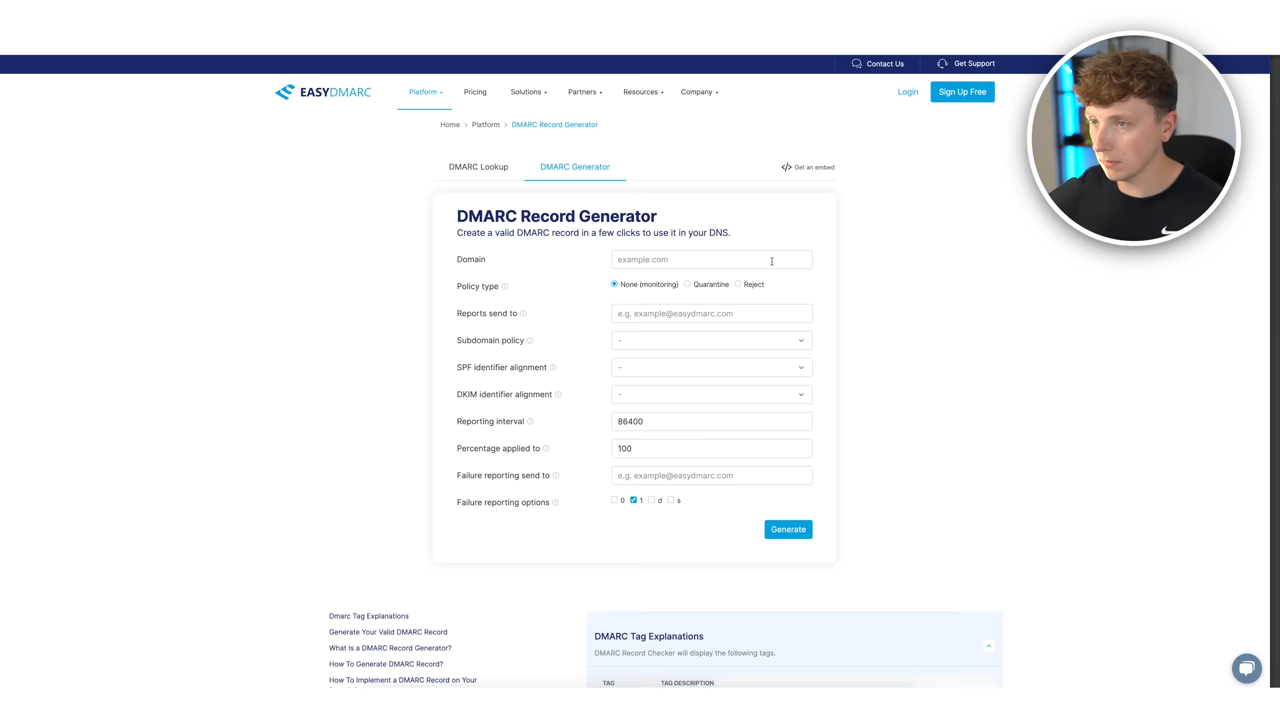 Contact Us
Get Support
EASYDMARC
Platform
Pricing
Solutions
Partners
Resources
Company
Login
Sign Up Free
Home > Platform > DMARC Record Generator
DMARC Lookup
DMARC Generator
</> Get an embed
DMARC Record Generator
Create a valid DMARC record in a few clicks to use it in your DNS.
Domain
example.com
Policy type
None (monitoring)
Quarantine
Reject
Reports send to
e.g. example@easydmarc.com
Subdomain policy
-
SPF identifier alignment
-
DKIM identifier alignment
-
Reporting interval
86400
Percentage applied to
100
Failure reporting send to
e.g. example@easydmarc.com
Failure reporting options
0
1
d
s
Generate
Dmarc Tag Explanations
Generate Your Valid DMARC Record
What Is a DMARC Record Generator?
How To Generate DMARC Record?
How To Implement a DMARC Record on Your
DMARC Tag Explanations
DMARC Record Checker will display the following tags.
TAG
TAG DESCRIPTION